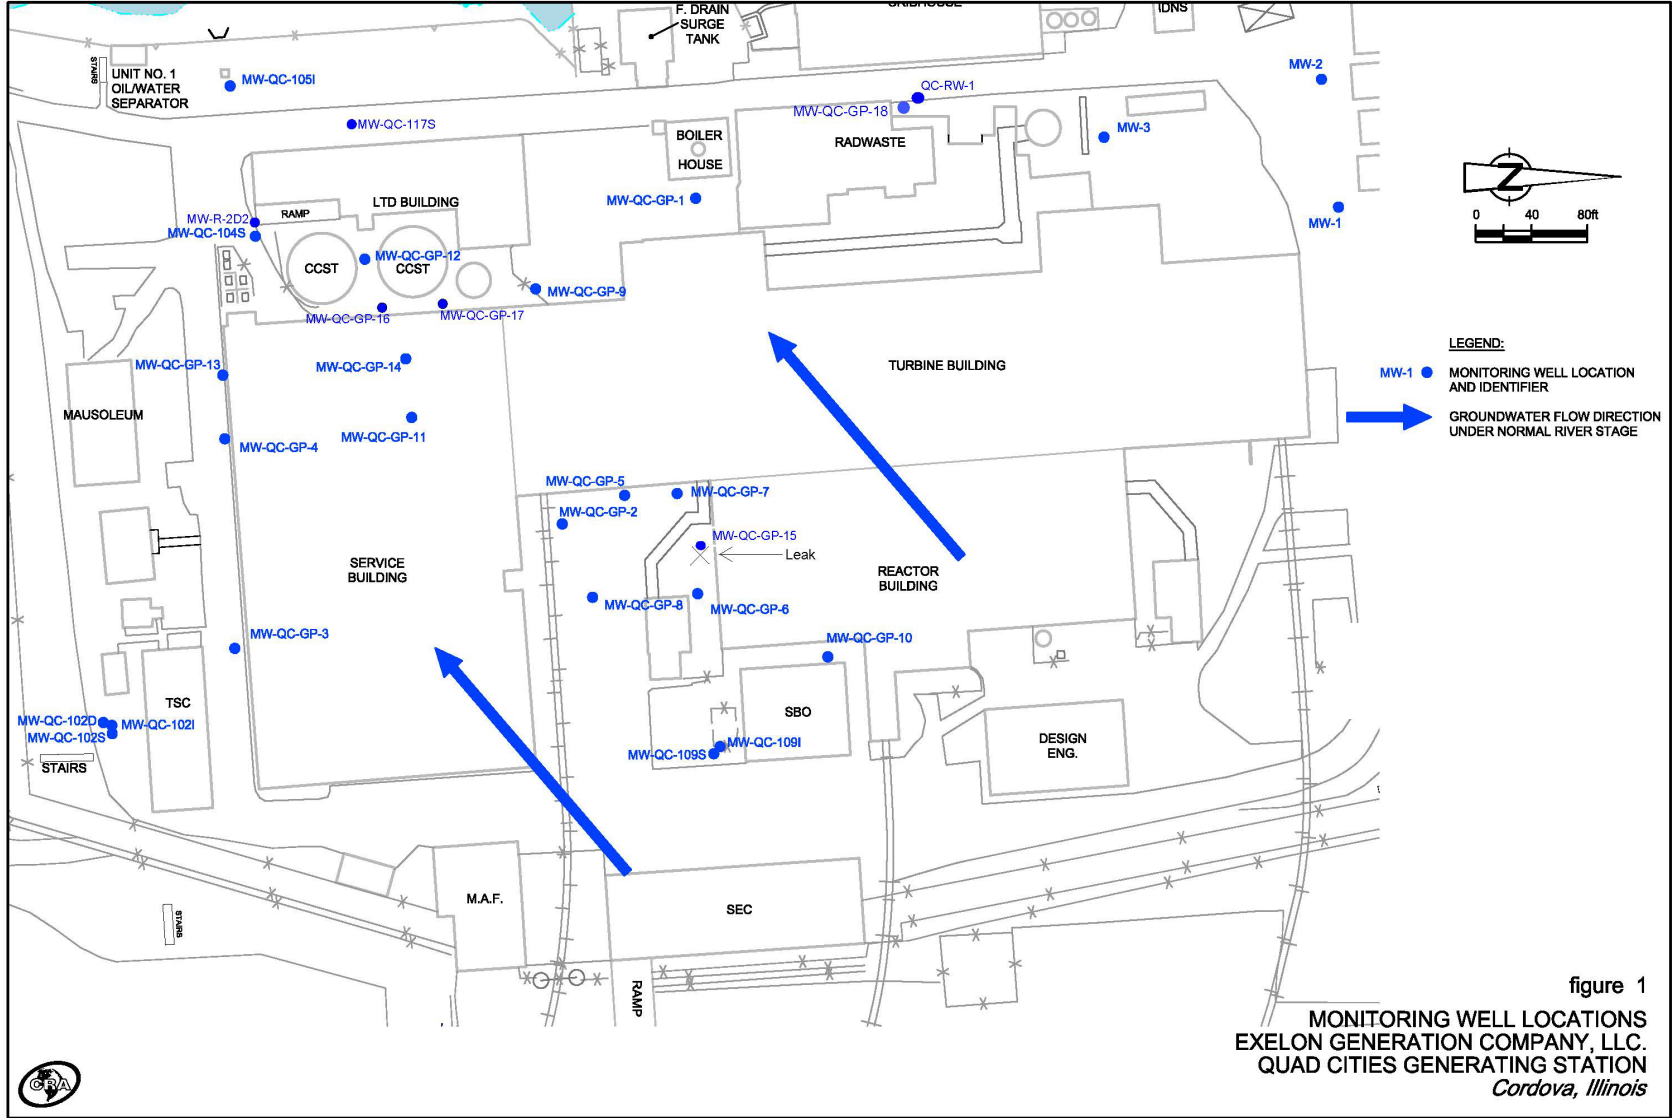 F. DRAIN
SURGE
TANK
CRIBHOUSE
IDNS
STAIRS
UNIT NO. 1
OIL/WATER
SEPARATOR
MW-QC-105I
MW-QC-117S
BOILER
HOUSE
QC-RW-1
MW-QC-GP-18
RADWASTE
MW-2
MW-3
MW-1
MW-QC-GP-1
LTD BUILDING
RAMP
MW-R-2D2
MW-QC-104S
CCST
MW-QC-GP-12
CCST
MW-QC-GP-9
MW-QC-GP-16
MW-QC-GP-17
N
0 40 80ft
MW-QC-GP-13
MW-QC-GP-14
TURBINE BUILDING
LEGEND:
MW-1 MONITORING WELL LOCATION
AND IDENTIFIER
GROUNDWATER FLOW DIRECTION
UNDER NORMAL RIVER STAGE
MAUSOLEUM
MW-QC-GP-4
MW-QC-GP-11
MW-QC-GP-5
MW-QC-GP-7
MW-QC-GP-2
MW-QC-GP-15
Leak
SERVICE
BUILDING
REACTOR
BUILDING
MW-QC-GP-8
MW-QC-GP-6
MW-QC-GP-3
MW-QC-GP-10
TSC
SBO
MW-QC-102D
MW-QC-102I
MW-QC-102S
STAIRS
MW-QC-109I
MW-QC-109S
DESIGN
ENG.
M.A.F.
SEC
STAIRS
RAMP
figure 1
MONITORING WELL LOCATIONS
EXELON GENERATION COMPANY, LLC.
QUAD CITIES GENERATING STATION
Cordova, Illinois
CRA